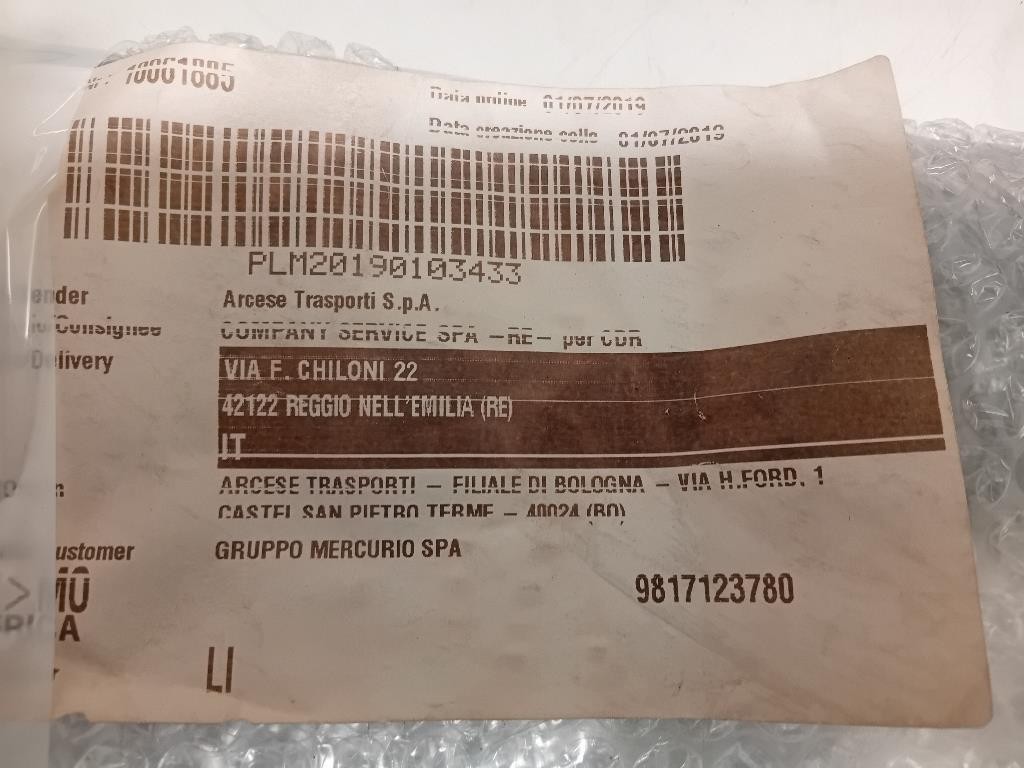 Data online 01/07/2019
Data creazione collo 01/07/2019
PLM20190103433
ender Arcese Trasporti S.p.A.
/Consignee COMPANY SERVICE SPA - RE - per CDR
Delivery VIA F. CHILONI 22
42122 REGGIO NELL'EMILIA (RE)
IT
ARCESE TRASPORTI - FILIALE DI BOLOGNA - VIA H.FORD, 1
CASTEL SAN PIETRO TERME - 40024 (BO)
ustomer GRUPPO MERCURIO SPA
9817123780
LI